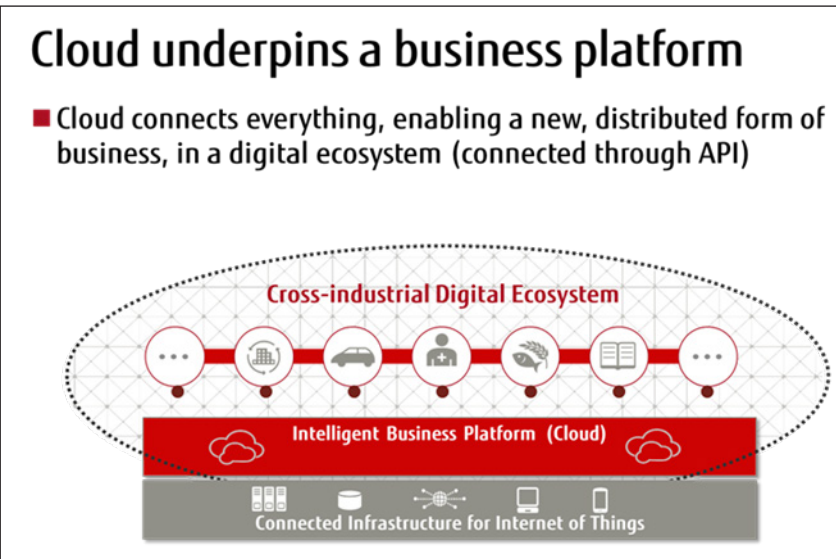 Cloud underpins a business platform
Cloud connects everything, enabling a new, distributed form of
business, in a digital ecosystem (connected through API)
Cross-industrial Digital Ecosystem
Intelligent Business Platform (Cloud)
Connected Infrastructure for Internet of Things